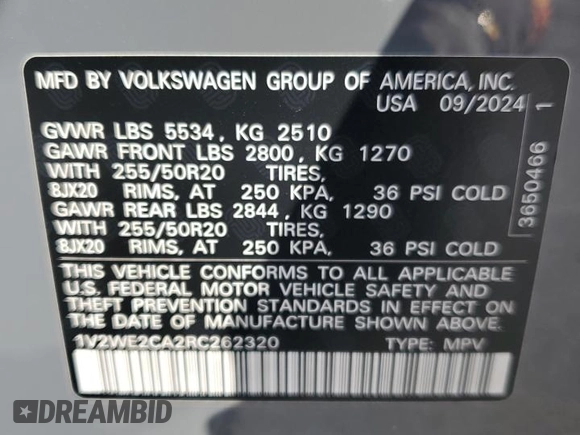 MFD BY VOLKSWAGEN GROUP OF AMERICA, INC.
USA 09/2024
GVWR LBS 5534 , KG 2510
GAWR FRONT LBS 2800 , KG 1270
WITH 255/50R20 TIRES,
8JX20 RIMS, AT 250 KPA, 36 PSI COLD
GAWR REAR LBS 2844 , KG 1290
WITH 255/50R20 TIRES,
8JX20 RIMS, AT 250 KPA, 36 PSI COLD
THIS VEHICLE CONFORMS TO ALL APPLICABLE
U.S. FEDERAL MOTOR VEHICLE SAFETY AND
THEFT PREVENTION STANDARDS IN EFFECT ON
THE DATE OF MANUFACTURE SHOWN ABOVE.
1V2WE2CA2RC262320 TYPE: MPV
3650466 1
DREAMBID